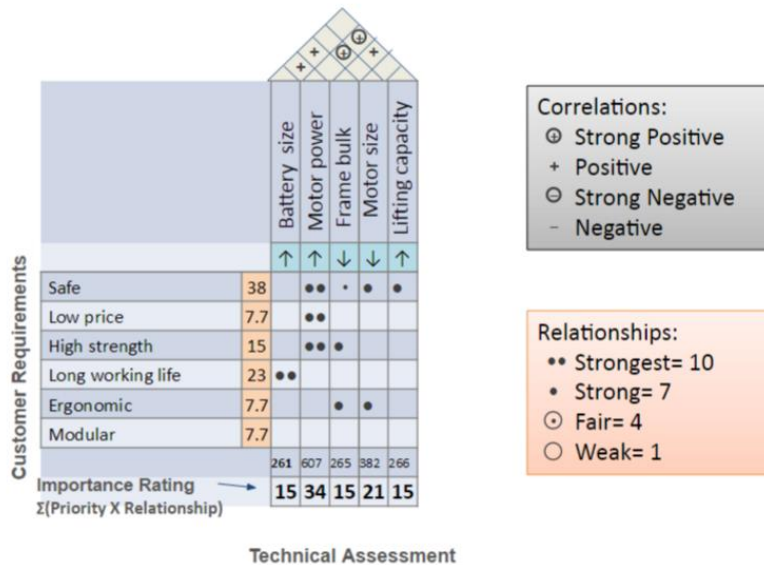 Battery size
Motor power
Frame bulk
Motor size
Lifting capacity
↑ ↑ ↓ ↓ ↑
Customer Requirements
Safe 38
Low price 7.7
High strength 15
Long working life 23
Ergonomic 7.7
Modular 7.7
261 607 265 382 266
Importance Rating
Σ(Priority X Relationship)
15 34 15 21 15
Technical Assessment
Correlations:
⊕ Strong Positive
+ Positive
⊖ Strong Negative
− Negative
Relationships:
•• Strongest= 10
• Strong= 7
⊙ Fair= 4
○ Weak= 1